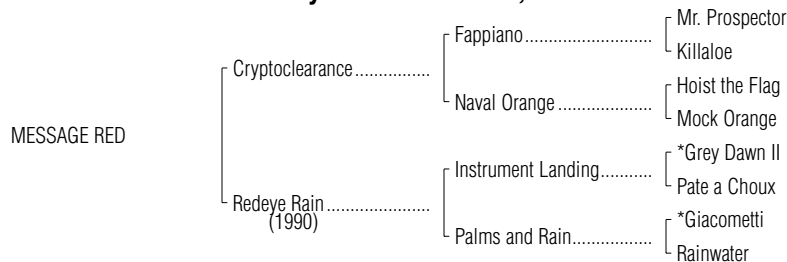 Mr. Prospector
Fappiano
Killaloe
Cryptoclearance
Hoist the Flag
Naval Orange
Mock Orange
MESSAGE RED
*Grey Dawn II
Instrument Landing
Pate a Choux
Redeye Rain
(1990)
*Giacometti
Palms and Rain
Rainwater